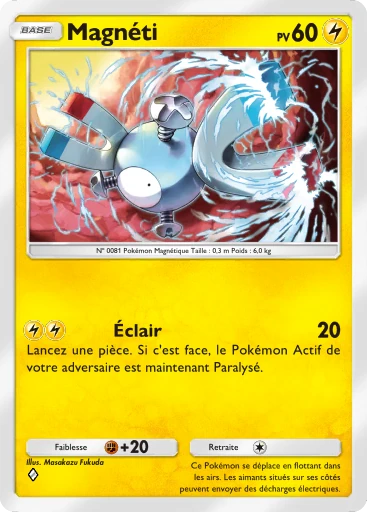 BASE Magnéti PV 60
N° 0081 Pokémon Magnétique Taille : 0,3 m Poids : 6,0 kg
Éclair 20
Lancez une pièce. Si c'est face, le Pokémon Actif de
votre adversaire est maintenant Paralysé.
Faiblesse +20 Retraite
Illus. Masakazu Fukuda
Ce Pokémon se déplace en flottant dans
les airs. Les aimants situés sur ses côtés
peuvent envoyer des décharges électriques.